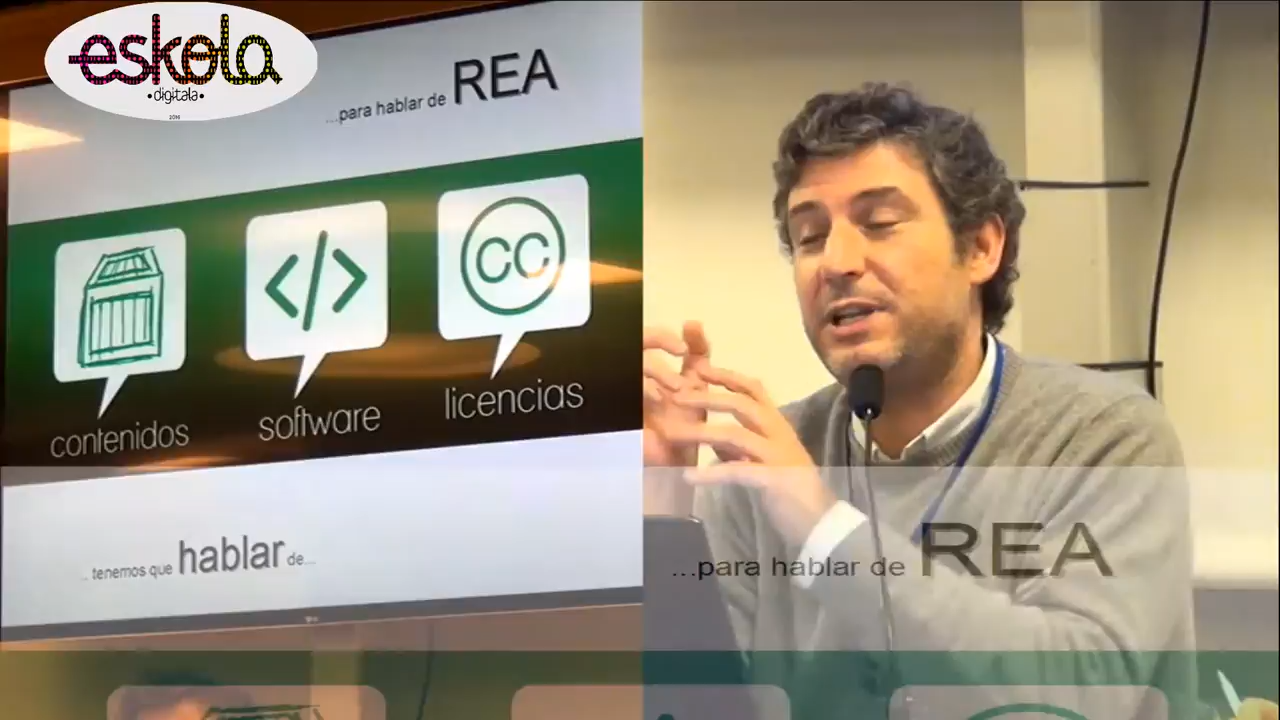 eskola
•digitala•
2016
...para hablar de REA
</>
CC
contenidos
software
licencias
... tenemos que hablar de...
...para hablar de REA